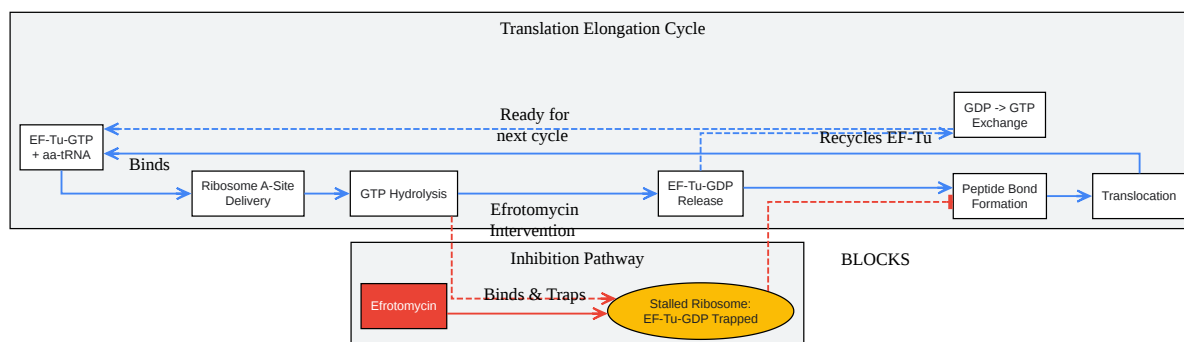 Translation Elongation Cycle
GDP -> GTP
Exchange
Ready for
next cycle
Recycles EF-Tu
EF-Tu-GTP
+ aa-tRNA
Binds
Ribosome A-Site
Delivery
GTP Hydrolysis
EF-Tu-GDP
Release
Peptide Bond
Formation
Translocation
Efrotomycin
Intervention
Inhibition Pathway
BLOCKS
Binds & Traps
Efrotomycin
Stalled Ribosome:
EF-Tu-GDP Trapped